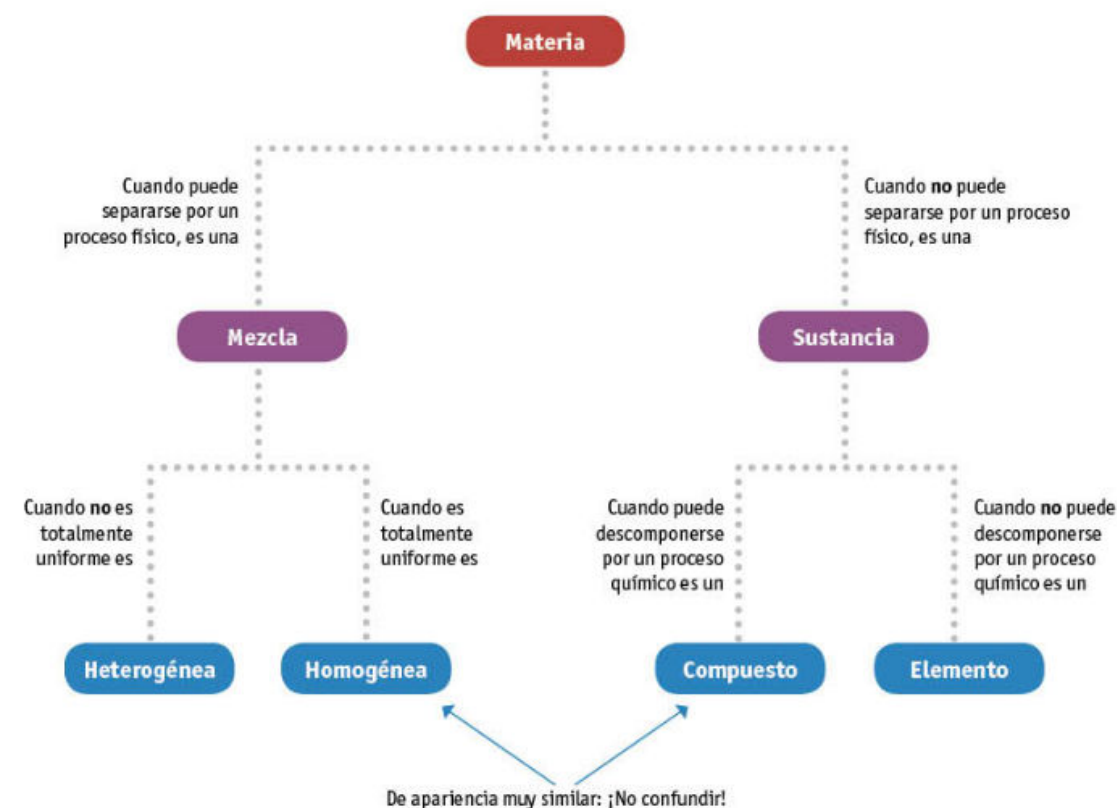 Materia
Cuando puede
separarse por un
proceso físico, es una
Cuando no puede
separarse por un proceso
físico, es una
Mezcla
Sustancia
Cuando no es
totalmente
uniforme es
Cuando es
totalmente
uniforme es
Cuando puede
descomponerse
por un proceso
químico es un
Cuando no puede
descomponerse
por un proceso
químico es un
Heterogénea
Homogénea
Compuesto
Elemento
De apariencia muy similar: ¡No confundir!